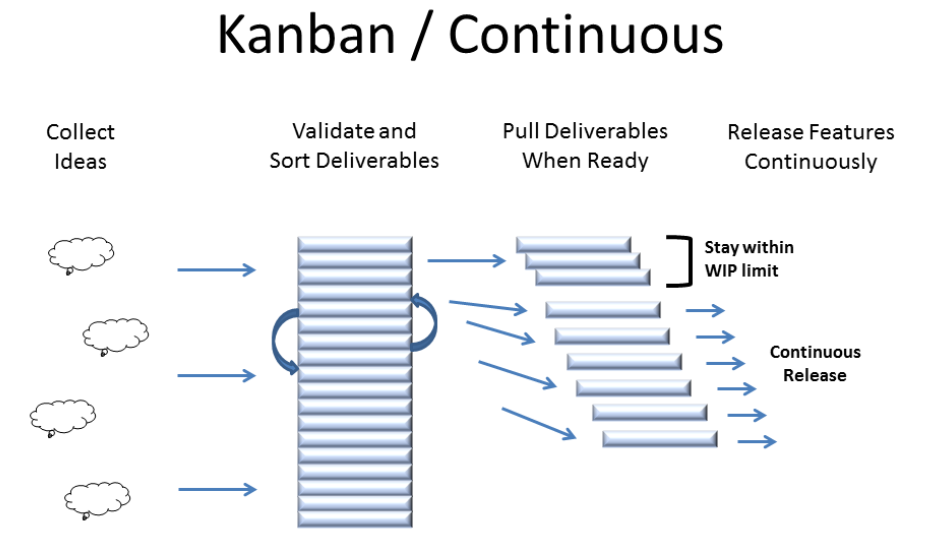 Kanban / Continuous
Collect
Ideas
Validate and
Sort Deliverables
Pull Deliverables
When Ready
Release Features
Continuously
Stay within
WIP limit
Continuous
Release